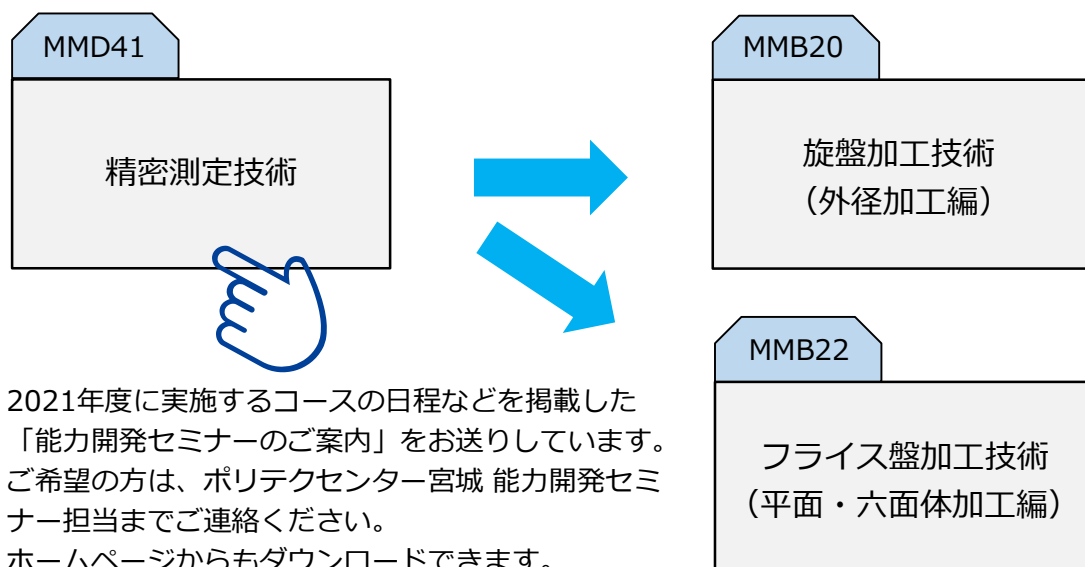 MMD41
精密測定技術
MMB20
旋盤加工技術
（外径加工編）
MMB22
フライス盤加工技術
（平面・六面体加工編）
2021年度に実施するコースの日程などを掲載した
「能力開発セミナーのご案内」をお送りしています。
ご希望の方は、ポリテクセンター宮城 能力開発セミ
ナー担当までご連絡ください。
ホームページからもダウンロードできます。